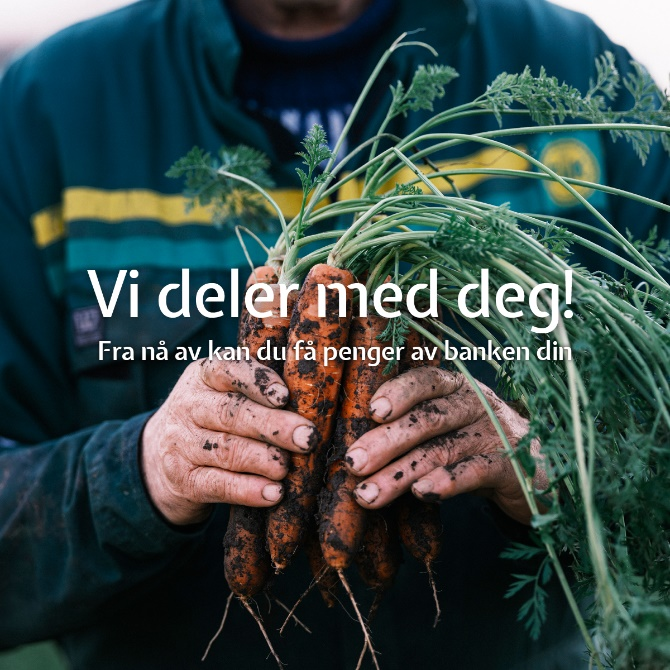 Vi deler med deg!
Fra nå av kan du få penger av banken din